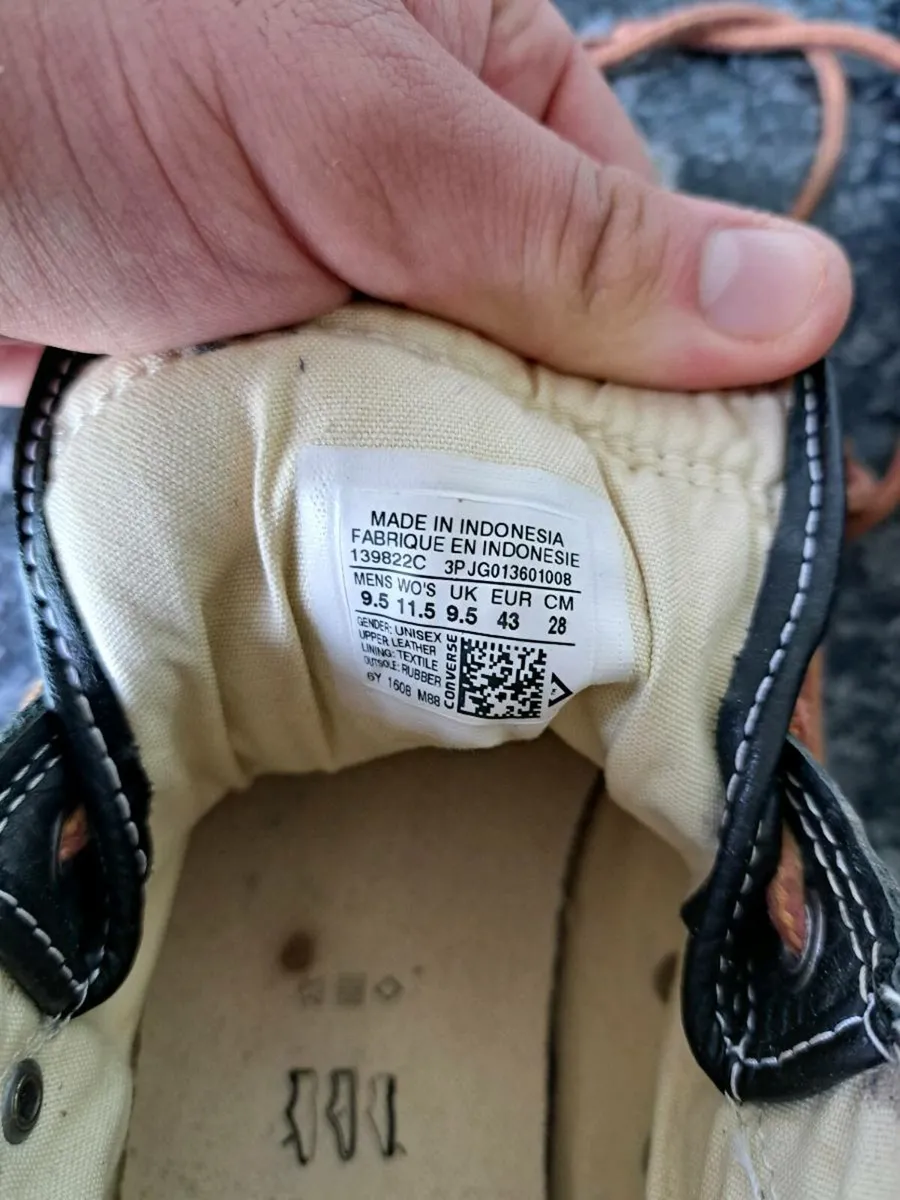 MADE IN INDONESIA
FABRIQUE EN INDONESIE
139822C 3PJG013601008
MENS WO'S UK EUR CM
9.5 11.5 9.5 43 28
GENDER: UNISEX
UPPER: LEATHER
LINING: TEXTILE
OUTSOLE: RUBBER
6Y 1608 M88
CONVERSE